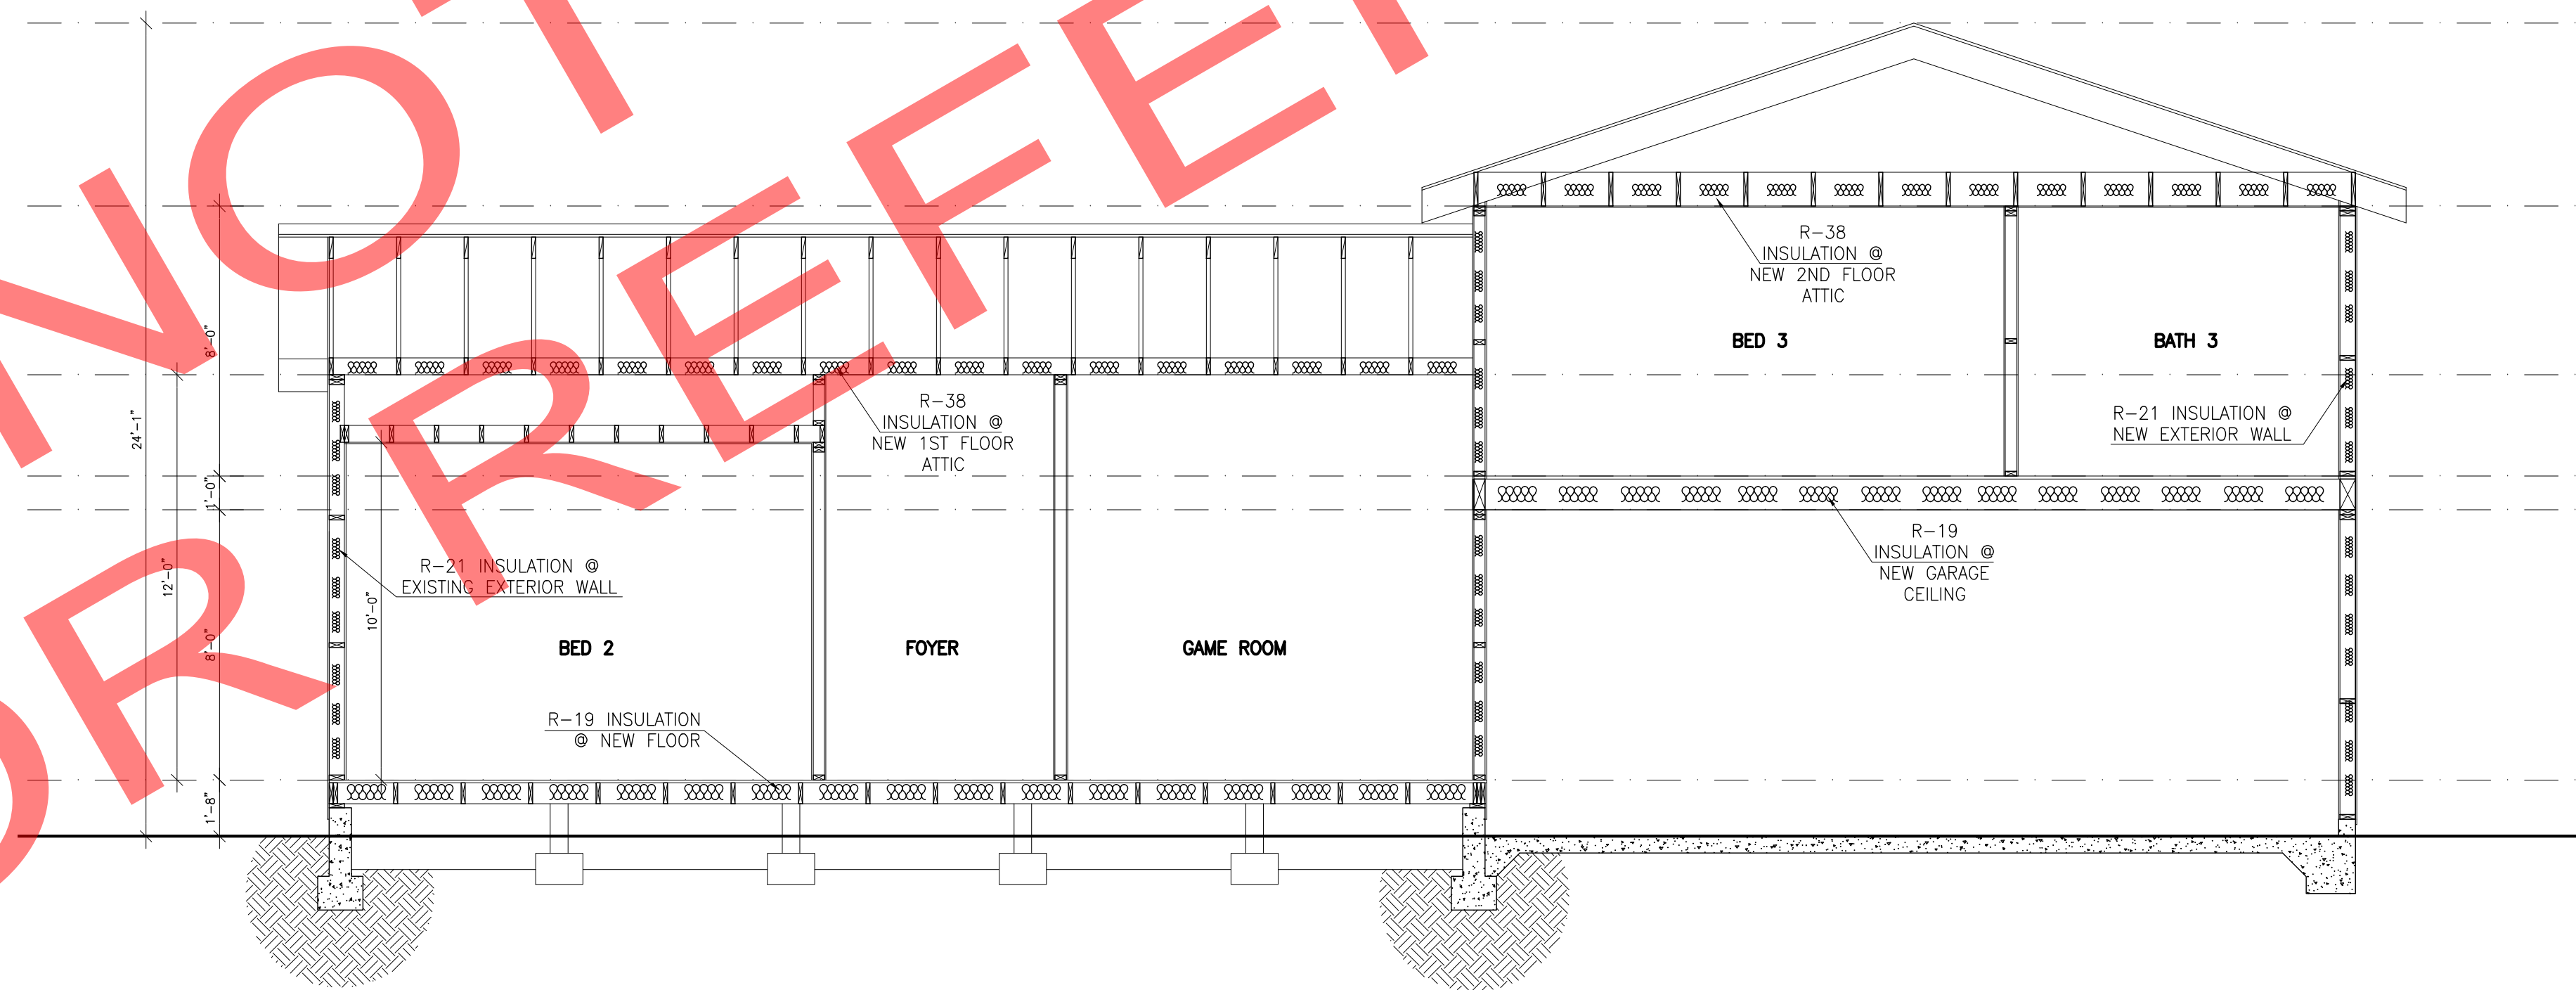 NOT
OR REFE
24'-1"
8'-0"
1'-0"
12'-0"
8'-0"
10'-0"
1'-8"
R-38
INSULATION @
NEW 2ND FLOOR
ATTIC
BED 3
BATH 3
R-21 INSULATION @
NEW EXTERIOR WALL
R-38
INSULATION @
NEW 1ST FLOOR
ATTIC
R-19
INSULATION @
NEW GARAGE
CEILING
R-21 INSULATION @
EXISTING EXTERIOR WALL
BED 2
FOYER
GAME ROOM
R-19 INSULATION
@ NEW FLOOR